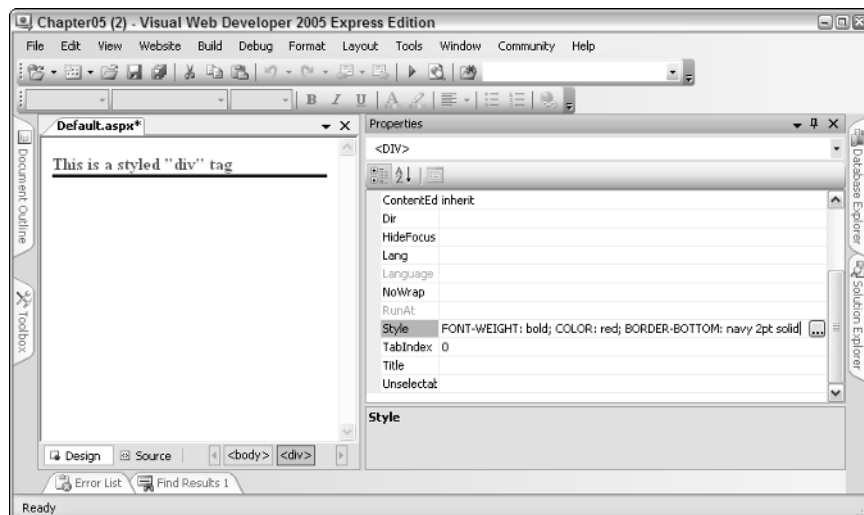 Chapter05 (2) - Visual Web Developer 2005 Express Edition
File Edit View Website Build Debug Format Layout Tools Window Community Help
B I U A
Document Outline
Toolbox
Default.aspx*
This is a styled "div" tag
Design Source <body> <div>
Properties
<DIV>
ContentEd inherit
Dir
HideFocus
Lang
Language
NoWrap
RunAt
Style FONT-WEIGHT: bold; COLOR: red; BORDER-BOTTOM: navy 2pt solid ...
TabIndex 0
Title
Unselectab
Style
Database Explorer
Solution Explorer
Error List Find Results 1
Ready